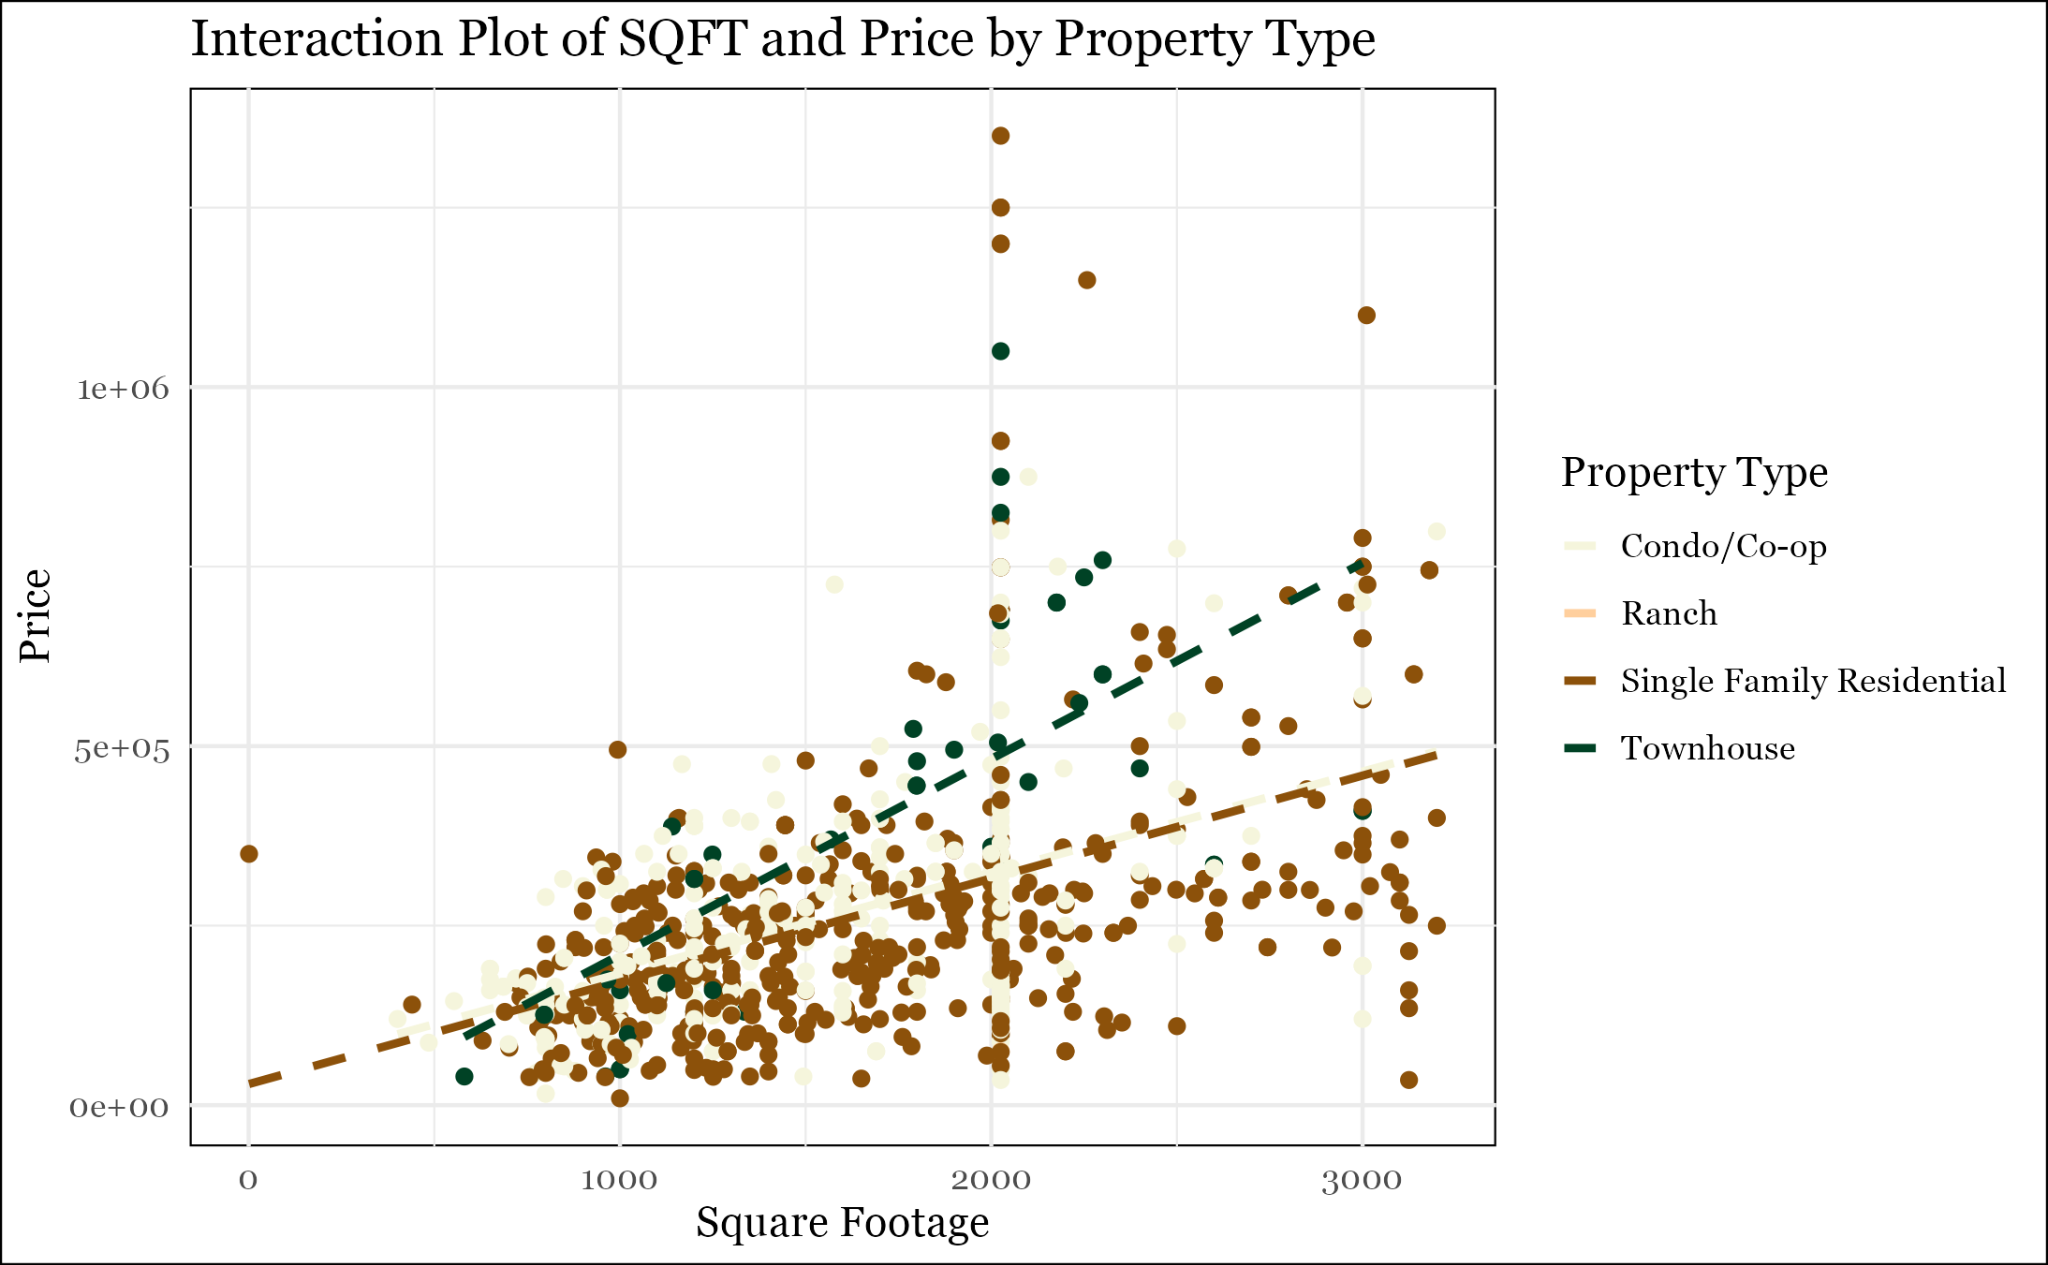 Interaction Plot of SQFT and Price by Property Type
Price
1e+06
5e+05
0e+00
0 1000 2000 3000
Square Footage
Property Type
Condo/Co-op
Ranch
Single Family Residential
Townhouse